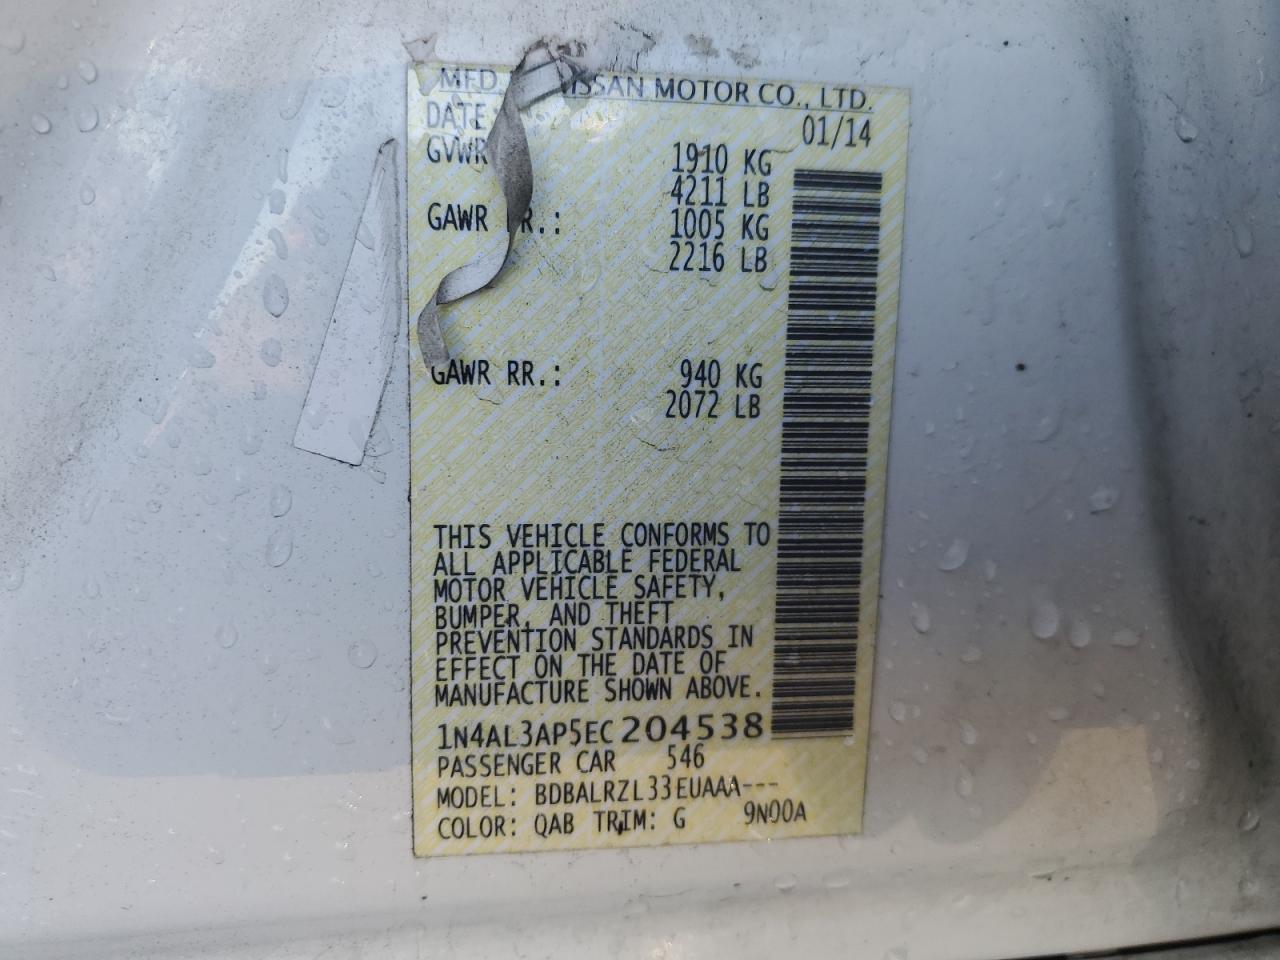 MFD. NISSAN MOTOR CO., LTD.
DATE 01/14
GVWR 1910 KG
4211 LB
GAWR FR.: 1005 KG
2216 LB
GAWR RR.: 940 KG
2072 LB
THIS VEHICLE CONFORMS TO
ALL APPLICABLE FEDERAL
MOTOR VEHICLE SAFETY,
BUMPER, AND THEFT
PREVENTION STANDARDS IN
EFFECT ON THE DATE OF
MANUFACTURE SHOWN ABOVE.
1N4AL3AP5EC204538
PASSENGER CAR 546
MODEL: BDBALRZL33EUAAA---
COLOR: QAB TRIM: G 9N00A